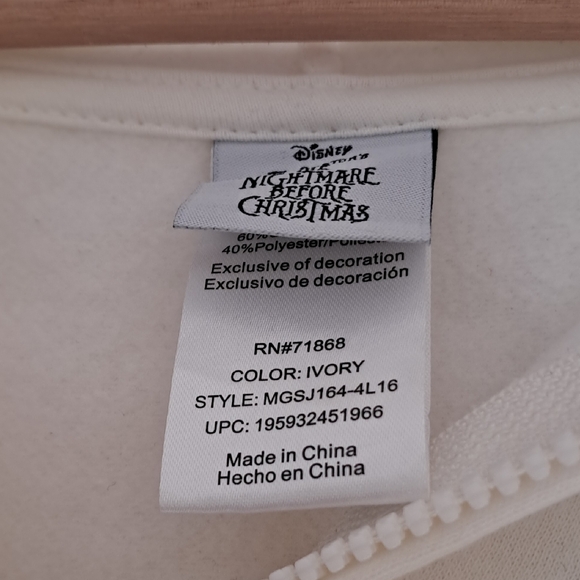 Disney
NIGHTMARE
BEFORE
CHRISTMAS
60%
40%Polyester/
Exclusive of decoration
Exclusivo de decoración
RN#71868
COLOR: IVORY
STYLE: MGSJ164-4L16
UPC: 195932451966
Made in China
Hecho en China